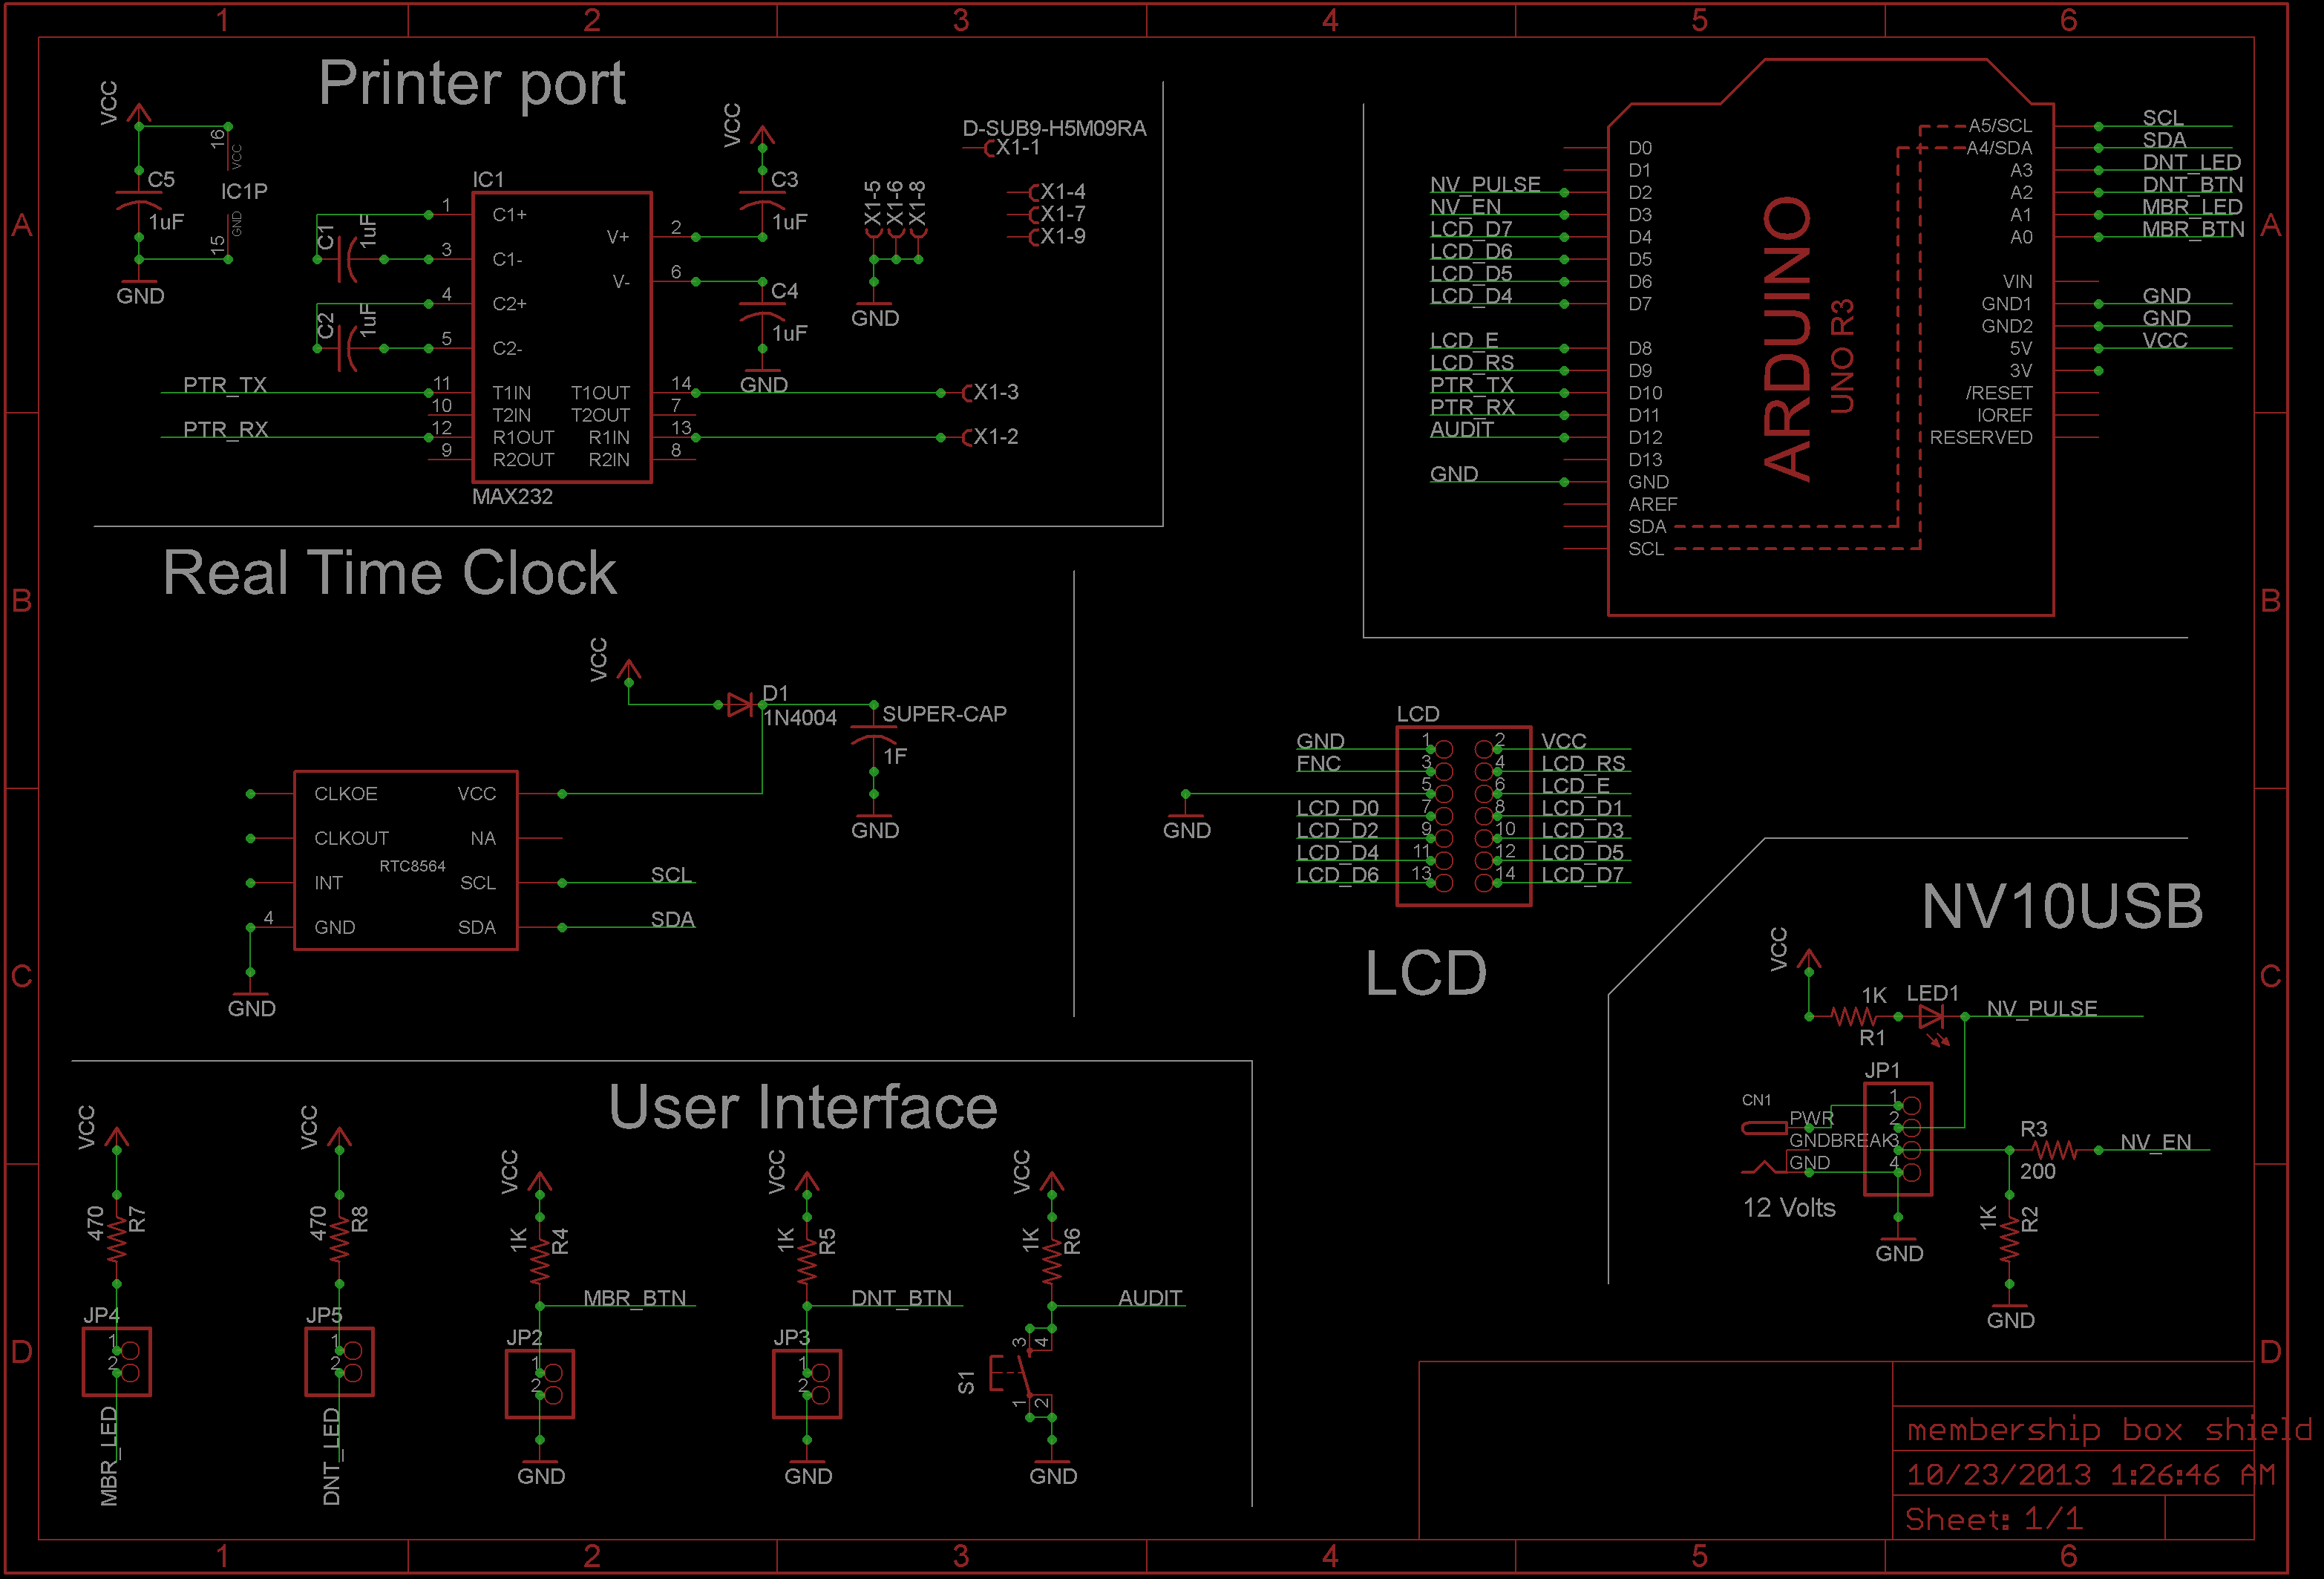 1 2 3 4 5 6
A
B
C
D
A
B
C
D
Printer port
VCC
C5
1uF
16
VCC
IC1P
GND
15
GND
IC1
1 C1+
C1 1uF
3 C1-
4 C2+
C2 1uF
5 C2-
PTR_TX 11 T1IN
10 T2IN
PTR_RX 12 R1OUT
9 R2OUT
V+ 2
V- 6
T1OUT 14
T2OUT 7
R1IN 13
R2IN 8
MAX232
VCC
C3
1uF
C4
1uF
GND
X1-5
X1-6
X1-8
GND
D-SUB9-H5M09RA
X1-1
X1-4
X1-7
X1-9
X1-3
X1-2
ARDUINO
UNO R3
D0
D1
NV_PULSE D2
NV_EN D3
LCD_D7 D4
LCD_D6 D5
LCD_D5 D6
LCD_D4 D7
LCD_E D8
LCD_RS D9
PTR_TX D10
PTR_RX D11
AUDIT D12
D13
GND GND
AREF
SDA
SCL
A5/SCL SCL
A4/SDA SDA
A3 DNT_LED
A2 DNT_BTN
A1 MBR_LED
A0 MBR_BTN
VIN
GND1 GND
GND2 GND
5V VCC
3V
/RESET
IOREF
RESERVED
Real Time Clock
VCC
D1
1N4004
SUPER-CAP
1F
GND
CLKOE VCC
CLKOUT NA
RTC8564
INT SCL SCL
4 GND SDA SDA
GND
LCD
GND 1 2 VCC
FNC 3 4 LCD_RS
5 6 LCD_E
LCD_D0 7 8 LCD_D1
LCD_D2 9 10 LCD_D3
LCD_D4 11 12 LCD_D5
LCD_D6 13 14 LCD_D7
GND
LCD
NV10USB
VCC
1K
R1
LED1
NV_PULSE
JP1
1
2
3
4
CN1
PWR
GNDBREAK
GND
12 Volts
GND
R3
200
NV_EN
1K
R2
GND
User Interface
VCC
470
R7
JP4
1
2
MBR_LED
VCC
470
R8
JP5
1
2
DNT_LED
VCC
1K
R4
MBR_BTN
JP2
1
2
GND
VCC
1K
R5
DNT_BTN
JP3
1
2
GND
VCC
1K
R6
AUDIT
3 4
S1
1 2
GND
membership box shield
10/23/2013 1:26:46 AM
Sheet: 1/1
1 2 3 4 5 6